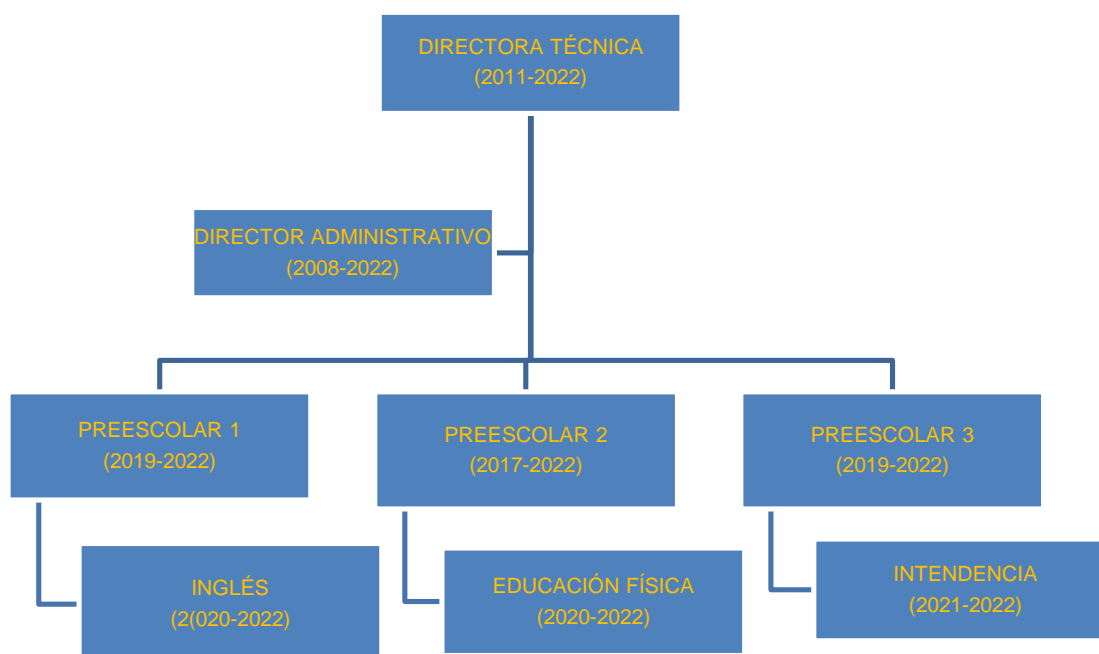 DIRECTORA TÉCNICA
(2011-2022)
DIRECTOR ADMINISTRATIVO
(2008-2022)
PREESCOLAR 1
(2019-2022)
PREESCOLAR 2
(2017-2022)
PREESCOLAR 3
(2019-2022)
INGLÉS
(2(020-2022)
EDUCACIÓN FÍSICA
(2020-2022)
INTENDENCIA
(2021-2022)